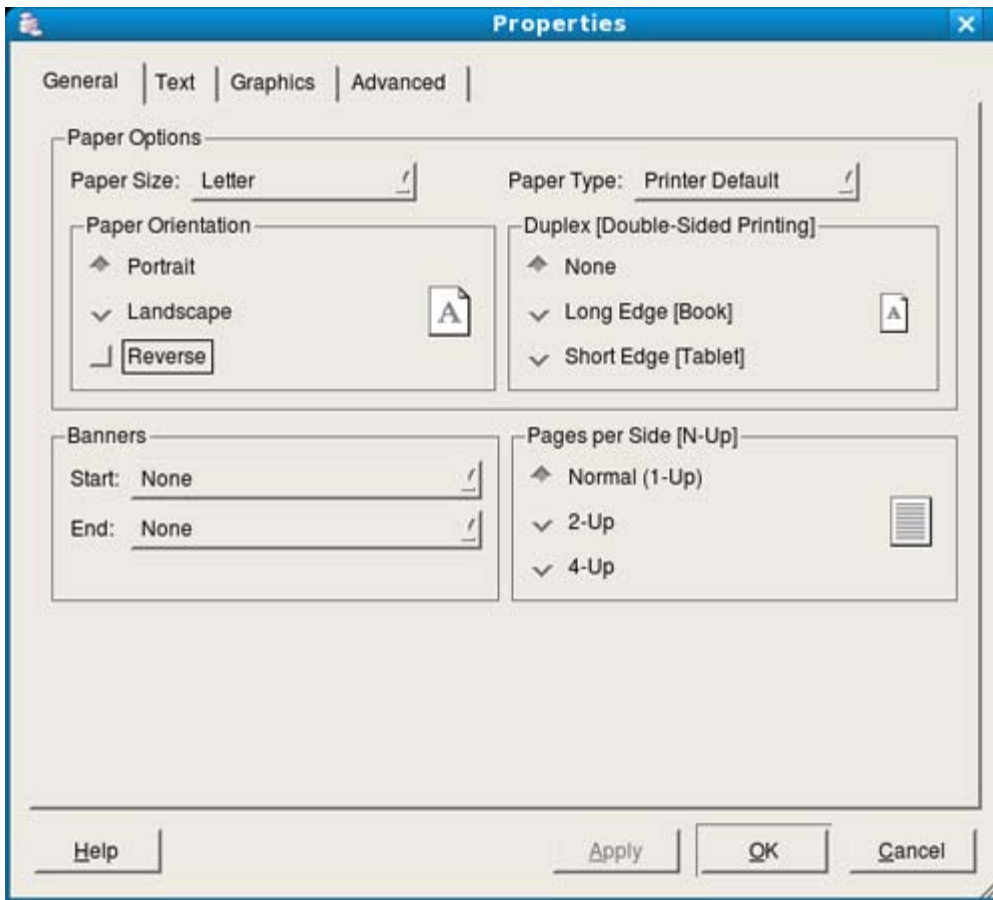 Properties
General Text Graphics Advanced
Paper Options
Paper Size: Letter
Paper Type: Printer Default
Paper Orientation
Portrait
Landscape
Reverse
A
Duplex [Double-Sided Printing]
None
Long Edge [Book]
Short Edge [Tablet]
A
Banners
Start: None
End: None
Pages per Side [N-Up]
Normal (1-Up)
2-Up
4-Up
Help Apply OK Cancel